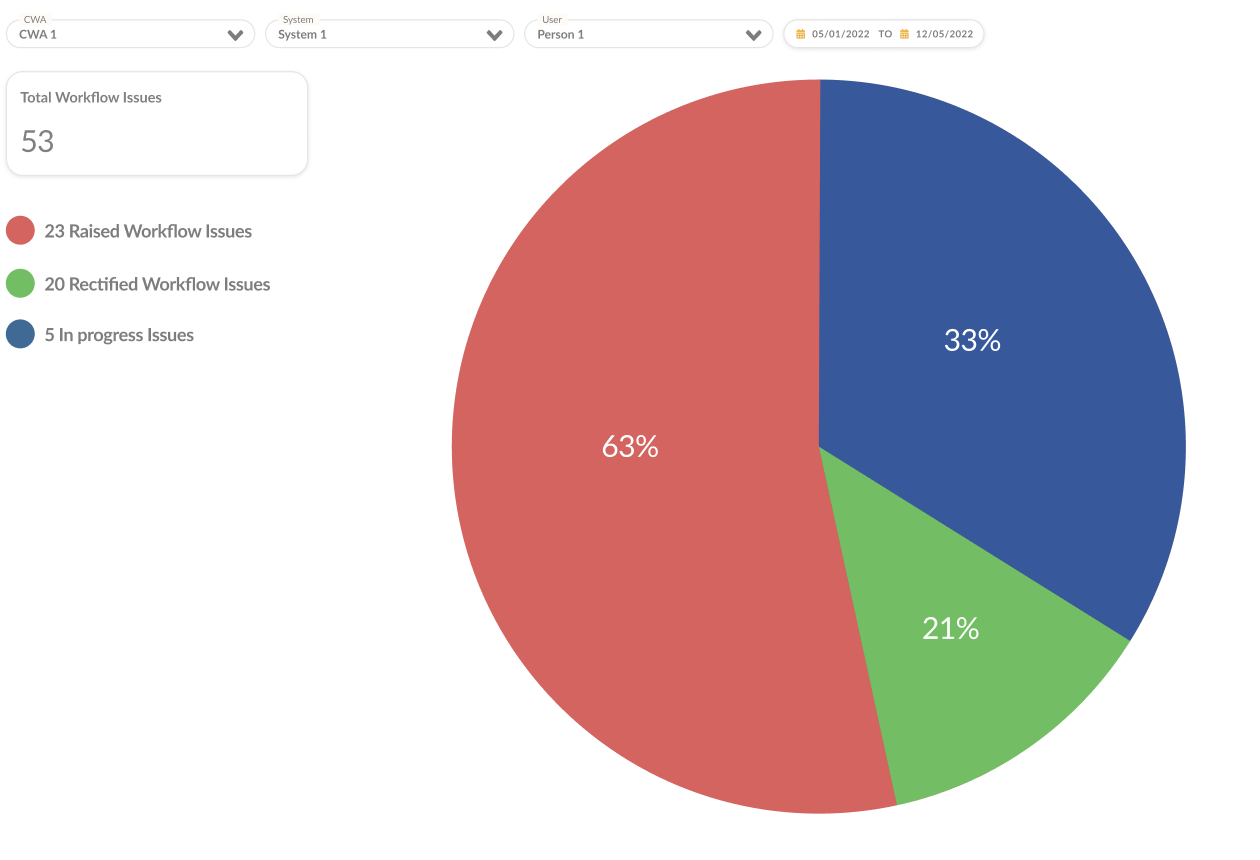 CWA
CWA 1
System
System 1
User
Person 1
05/01/2022 TO 12/05/2022
Total Workflow Issues
53
23 Raised Workflow Issues
20 Rectified Workflow Issues
5 In progress Issues
33%
63%
21%